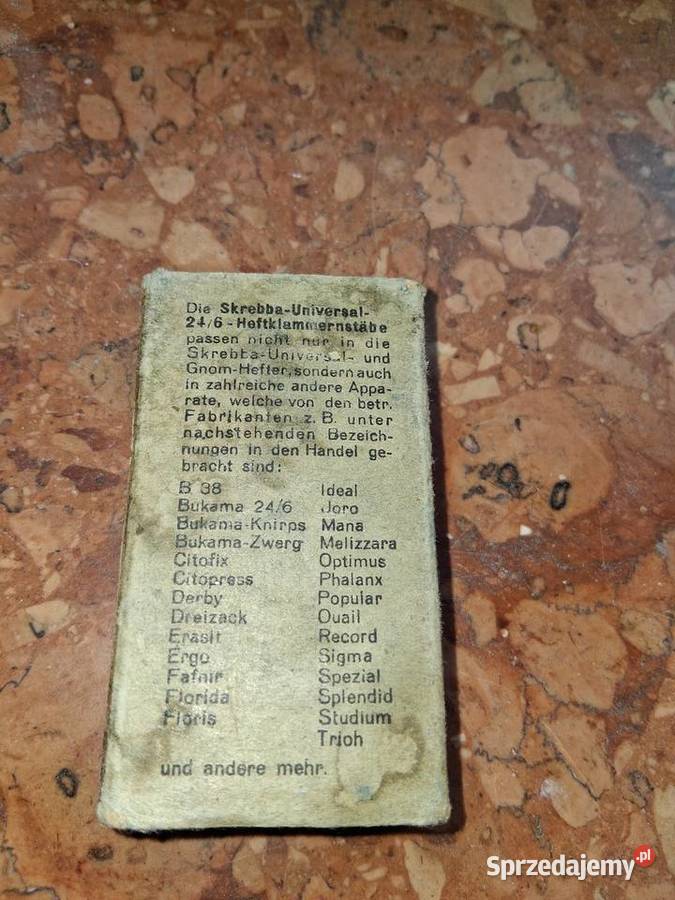 Die Skrebba-Universal-
24/6-Heftklammernstäbe
passen nicht nur in die
Skrebba-Universal- und
Gnom-Hefter, sondern auch
in zahlreiche andere Appa-
rate, welche von den betr.
Fabrikanten z. B. unter
nachstehenden Bezeich-
nungen in den Handel ge-
bracht sind:
B 38
Bukama 24/6
Bukama-Knirps
Bukama-Zwerg
Citofix
Citopress
Derby
Dreizack
Erasit
Ergo
Fafnir
Florida
Floris
Ideal
Joro
Mana
Melizzara
Optimus
Phalanx
Popular
Quail
Record
Sigma
Spezial
Splendid
Studium
Trioh
und andere mehr.
Sprzedajemy.pl